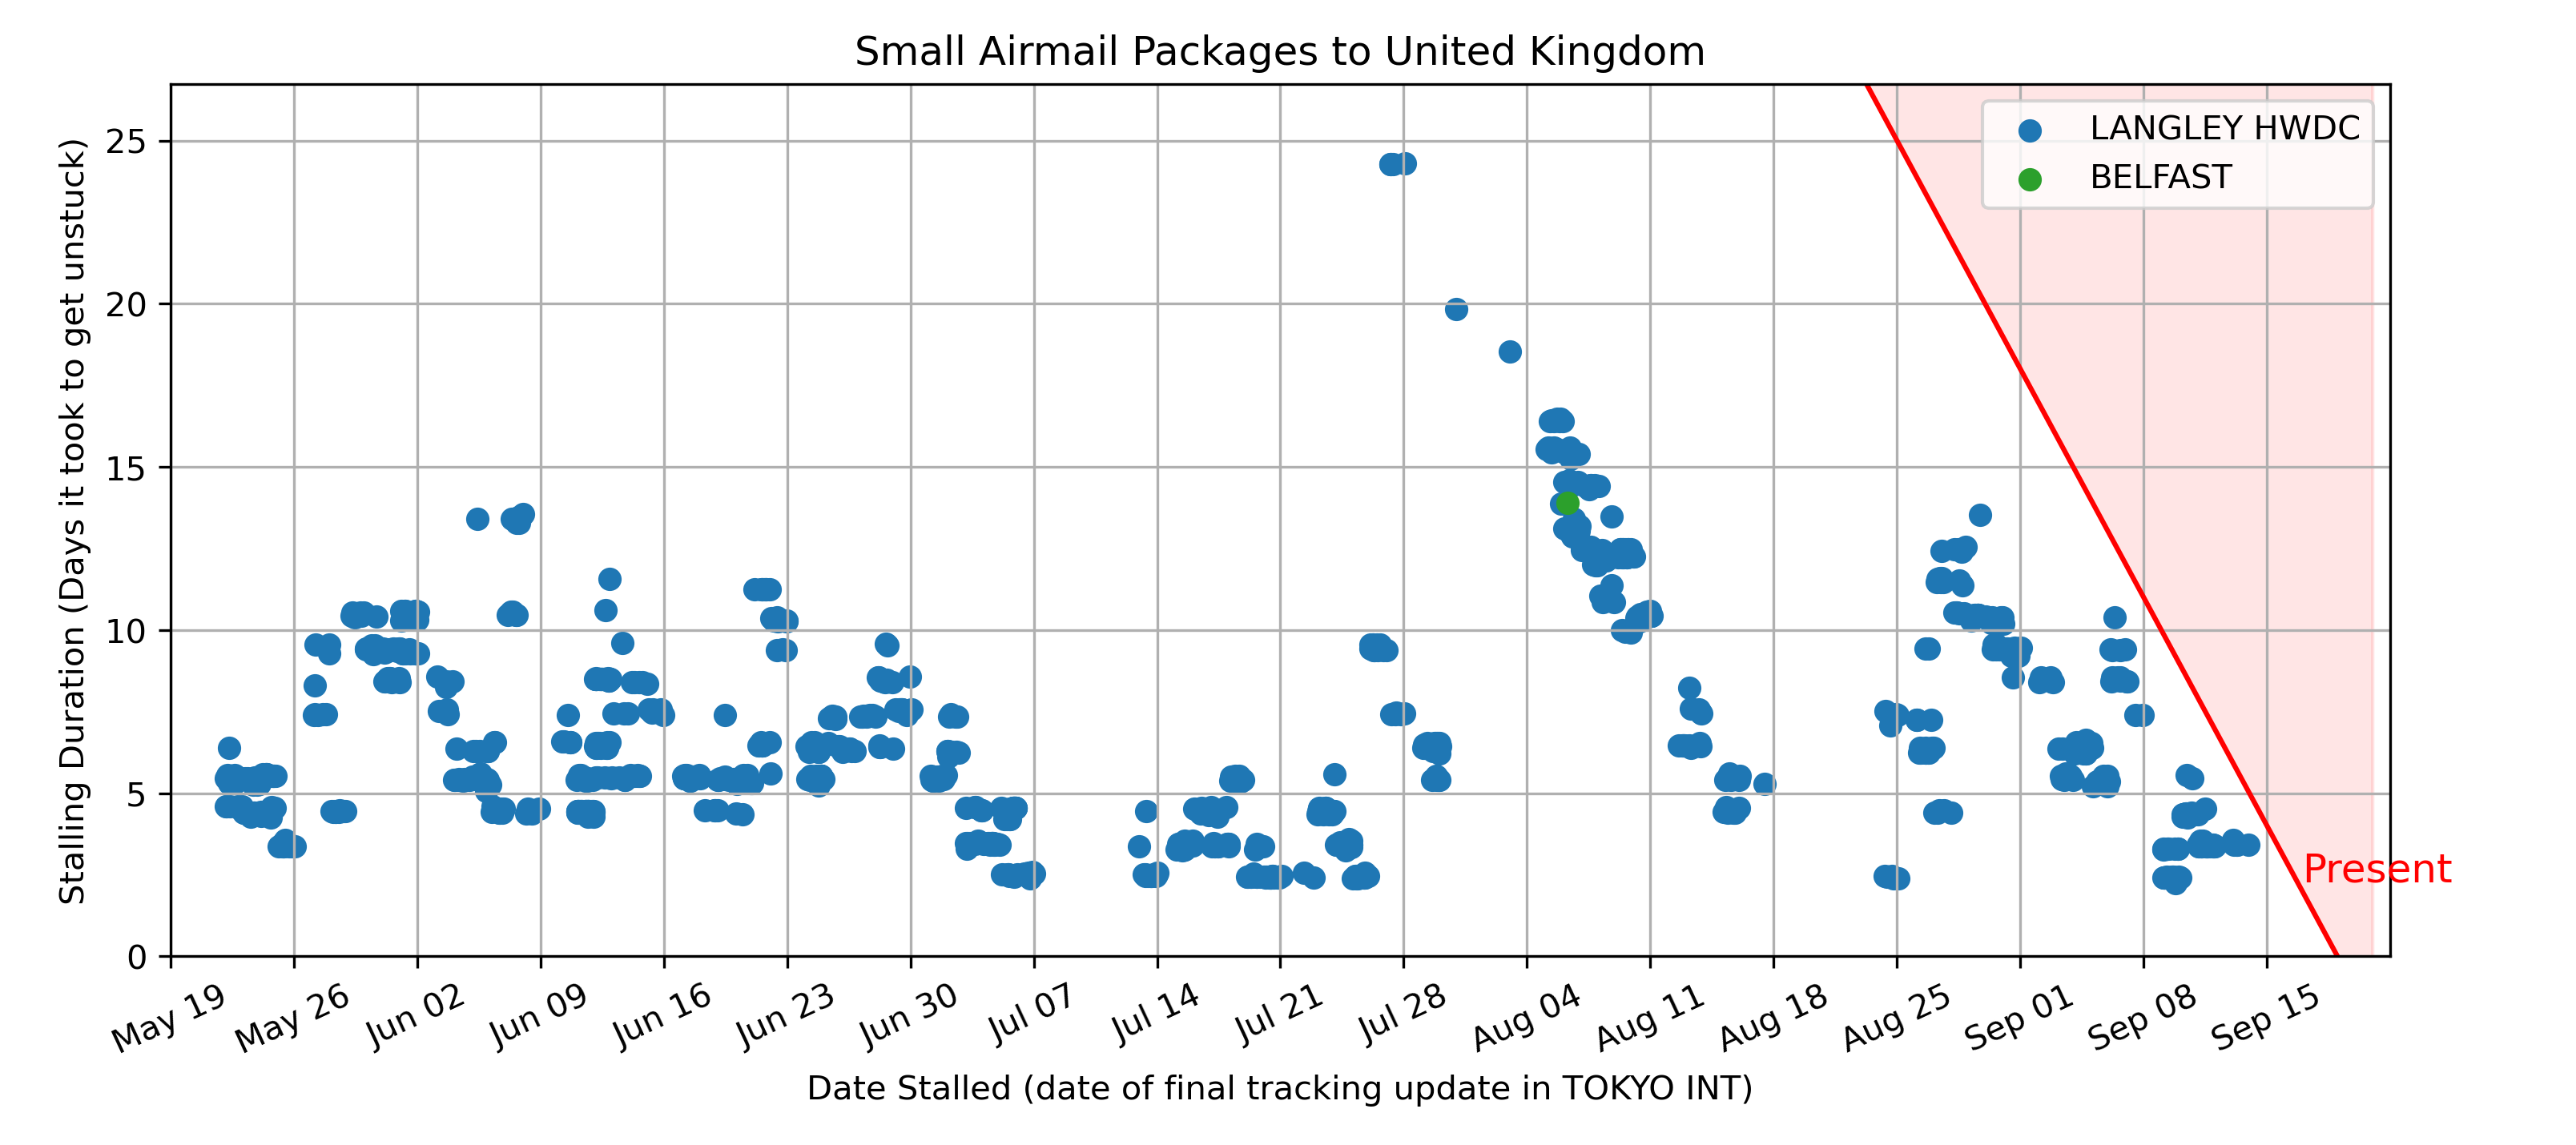 Small Airmail Packages to United Kingdom
Stalling Duration (Days it took to get unstuck)
25
20
15
10
5
0
LANGLEY HWDC
BELFAST
Present
May 19
May 26
Jun 02
Jun 09
Jun 16
Jun 23
Jun 30
Jul 07
Jul 14
Jul 21
Jul 28
Aug 04
Aug 11
Aug 18
Aug 25
Sep 01
Sep 08
Sep 15
Date Stalled (date of final tracking update in TOKYO INT)